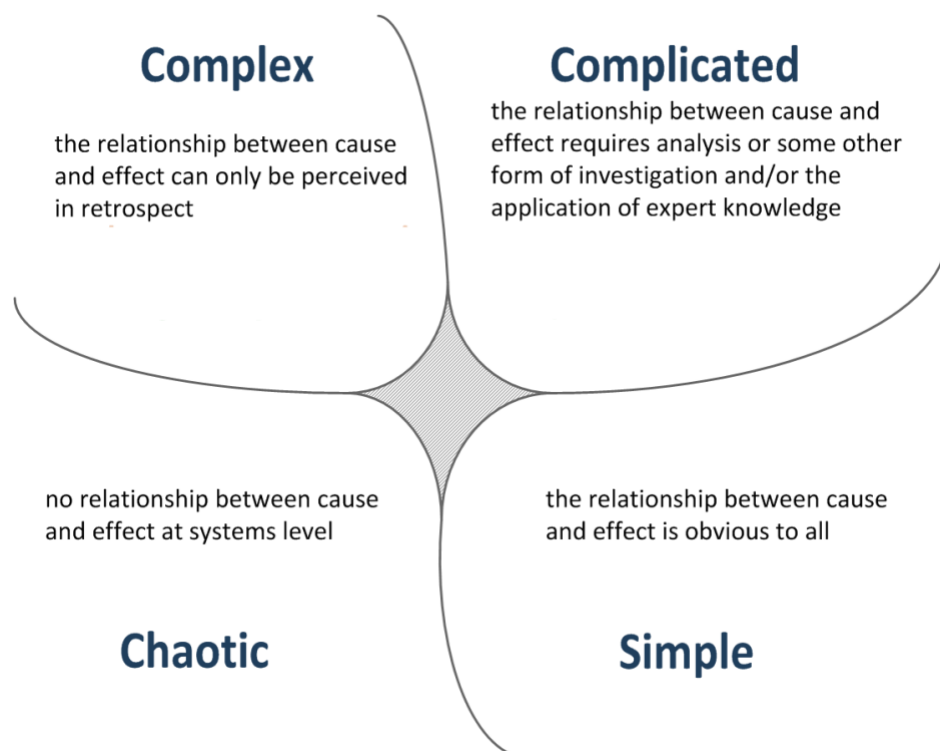 Complex
the relationship between cause
and effect can only be perceived
in retrospect
Complicated
the relationship between cause and
effect requires analysis or some other
form of investigation and/or the
application of expert knowledge
no relationship between cause
and effect at systems level
Chaotic
the relationship between cause
and effect is obvious to all
Simple